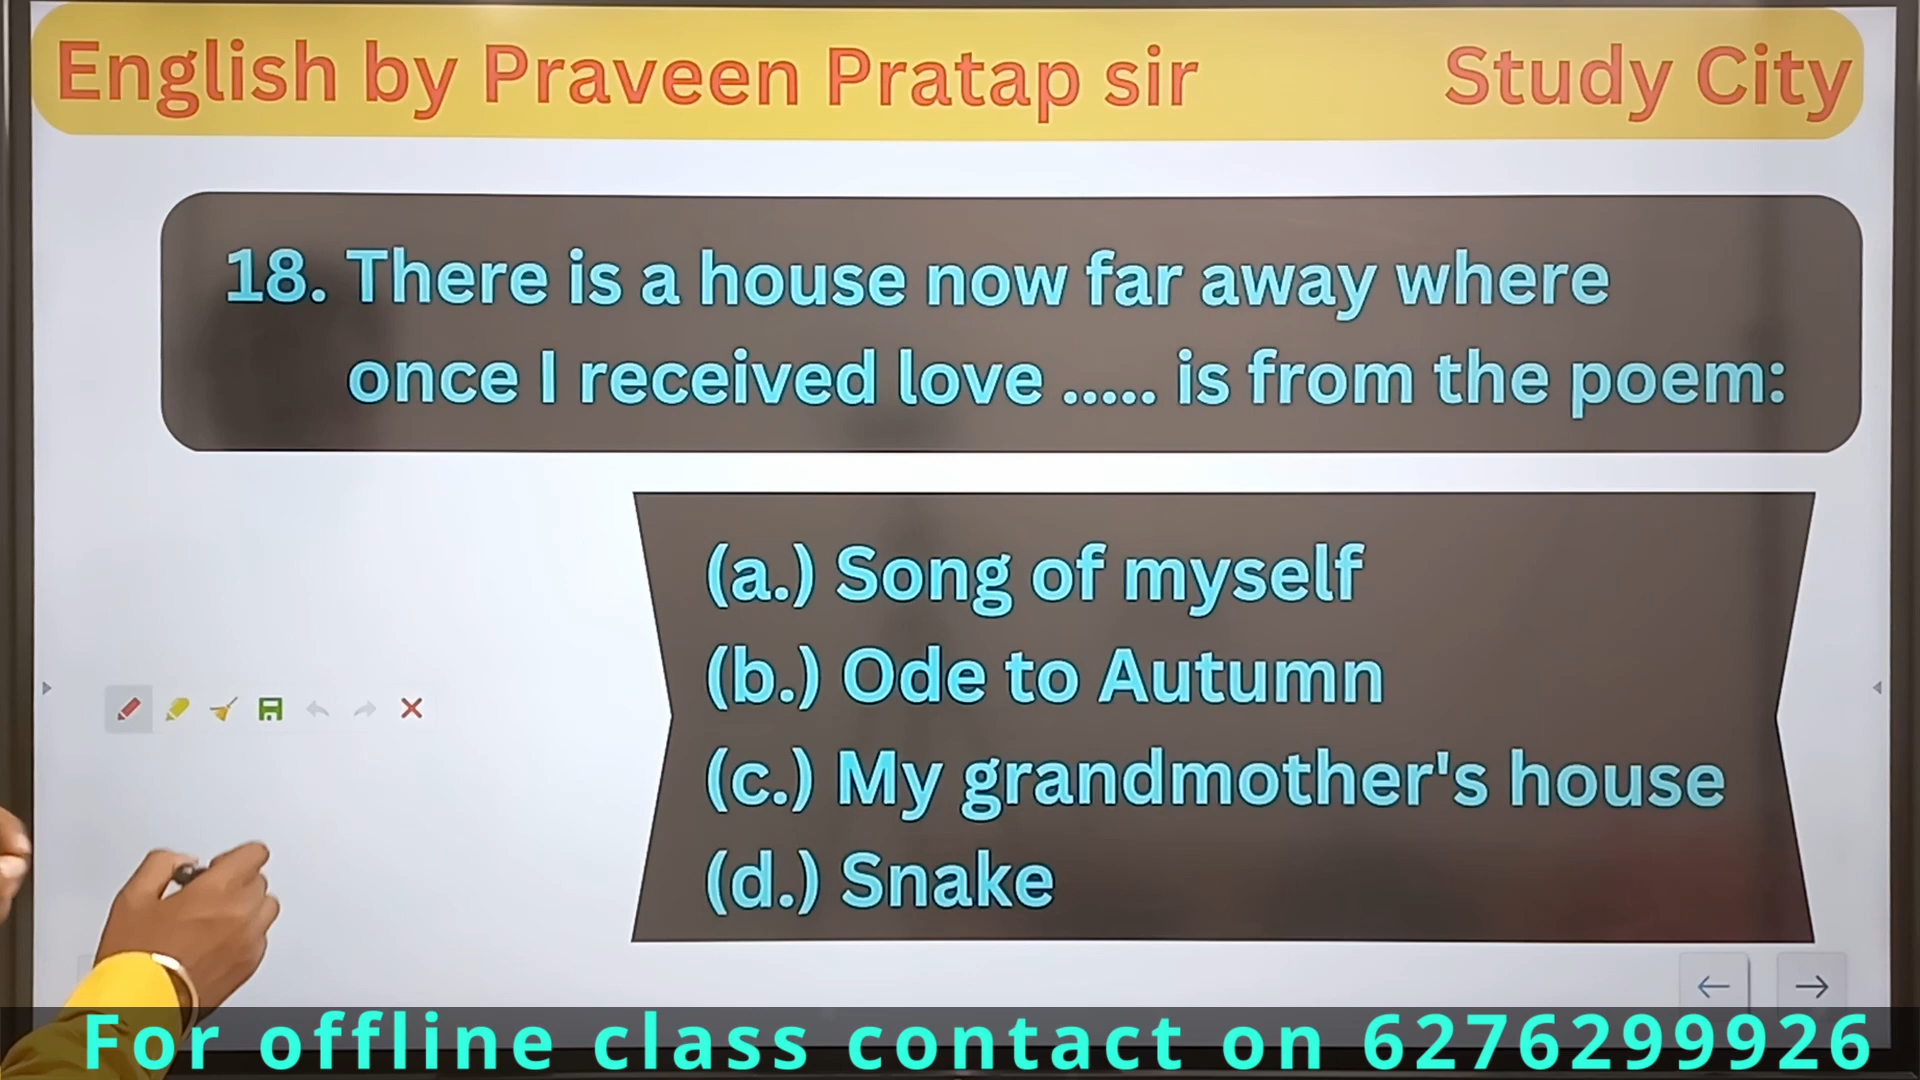 English by Praveen Pratap sir Study City
18. There is a house now far away where
once I received love ..... is from the poem:
(a.) Song of myself
(b.) Ode to Autumn
(c.) My grandmother's house
(d.) Snake
For offline class contact on 6276299926